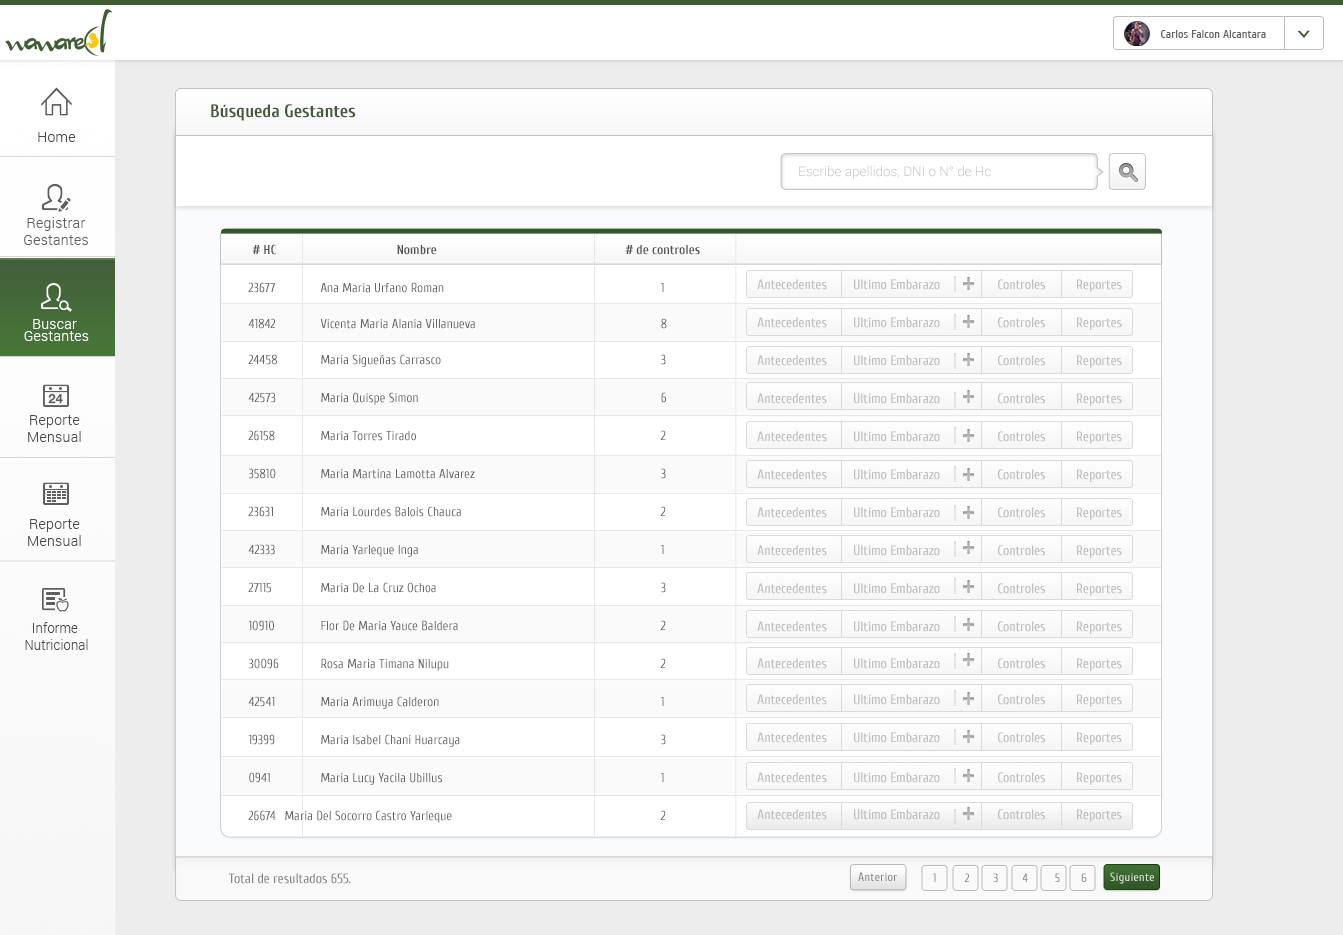 wawared
Carlos Falcon Alcantara
Home
Registrar
Gestantes
Buscar
Gestantes
24
Reporte
Mensual
Reporte
Mensual
Informe
Nutricional
Búsqueda Gestantes
Escribe apellidos, DNI o N° de Hc
# HC Nombre # de controles
23677 Ana Maria Urfano Roman 1 Antecedentes Ultimo Embarazo + Controles Reportes
41842 Vicenta Maria Alania Villanueva 8 Antecedentes Ultimo Embarazo + Controles Reportes
24458 Maria Sigueñas Carrasco 3 Antecedentes Ultimo Embarazo + Controles Reportes
42573 Maria Quispe Simon 6 Antecedentes Ultimo Embarazo + Controles Reportes
26158 Maria Torres Tirado 2 Antecedentes Ultimo Embarazo + Controles Reportes
35810 Maria Martina Lamotta Alvarez 3 Antecedentes Ultimo Embarazo + Controles Reportes
23631 Maria Lourdes Balois Chauca 2 Antecedentes Ultimo Embarazo + Controles Reportes
42333 Maria Yarleque Inga 1 Antecedentes Ultimo Embarazo + Controles Reportes
27115 Maria De La Cruz Ochoa 3 Antecedentes Ultimo Embarazo + Controles Reportes
10910 Flor De Maria Yauce Baldera 2 Antecedentes Ultimo Embarazo + Controles Reportes
30096 Rosa Maria Timana Nilupu 2 Antecedentes Ultimo Embarazo + Controles Reportes
42541 Maria Arimuya Calderon 1 Antecedentes Ultimo Embarazo + Controles Reportes
19399 Maria Isabel Chani Huarcaya 3 Antecedentes Ultimo Embarazo + Controles Reportes
0941 Maria Lucy Yacila Ubillus 1 Antecedentes Ultimo Embarazo + Controles Reportes
26674 Maria Del Socorro Castro Yarleque 2 Antecedentes Ultimo Embarazo + Controles Reportes
Total de resultados 655. Anterior 1 2 3 4 5 6 Siguiente